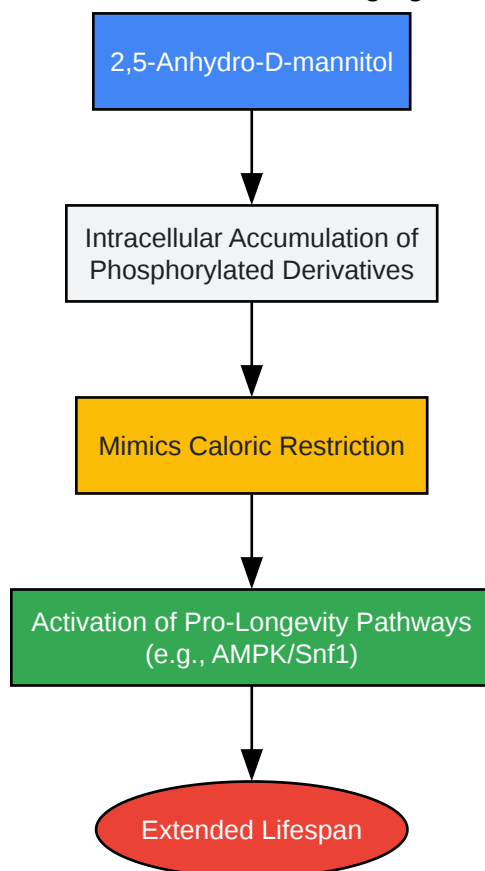 2,5-Anhydro-D-mannitol
Intracellular Accumulation of
Phosphorylated Derivatives
Mimics Caloric Restriction
Activation of Pro-Longevity Pathways
(e.g., AMPK/Snf1)
Extended Lifespan